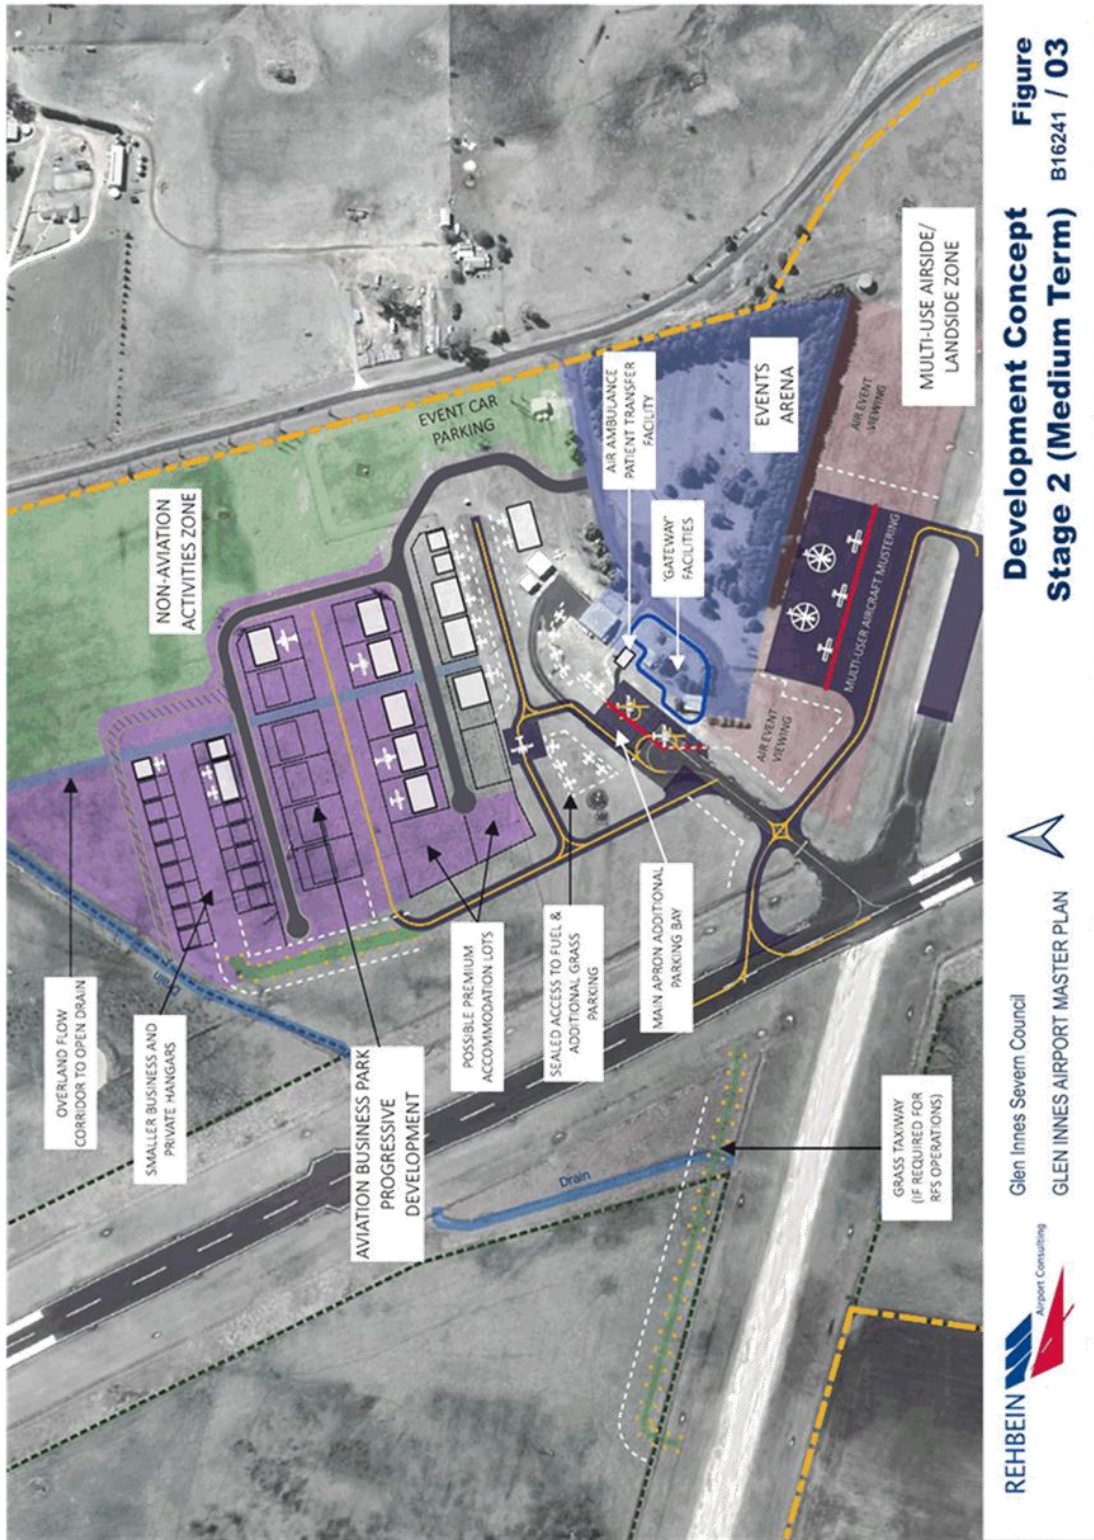 OVERLAND FLOW
CORRIDOR TO OPEN DRAIN
SMALLER BUSINESS AND
PRIVATE HANGARS
AVIATION BUSINESS PARK
PROGRESSIVE
DEVELOPMENT
POSSIBLE PREMIUM
ACCOMMODATION LOTS
SEALED ACCESS TO FUEL &
ADDITIONAL GRASS
PARKING
MAIN APRON ADDITIONAL
PARKING BAY
GRASS TAXIWAY
(IF REQUIRED FOR
RFS OPERATIONS)
Drain
Drain
NON-AVIATION
ACTIVITIES ZONE
EVENT CAR
PARKING
AIR AMBULANCE
PATIENT TRANSFER
FACILITY
'GATEWAY'
FACILITIES
EVENTS
ARENA
AIR EVENT
VIEWING
AIR EVENT
VIEWING
MULTI-USER AIRCRAFT MUSTERING
MULTI-USE AIRSIDE/
LANDSIDE ZONE
REHBEIN
Airport Consulting
Glen Innes Severn Council
GLEN INNES AIRPORT MASTER PLAN
Development Concept
Stage 2 (Medium Term)
Figure
B16241 / 03